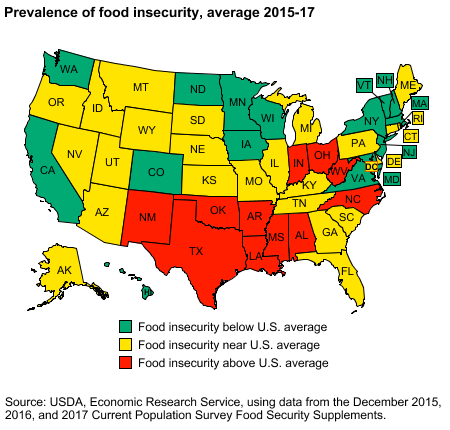 Prevalence of food insecurity, average 2015-17
WA
MT
ND
MN
VT
NH
ME
OR
ID
SD
WI
MI
NY
MA
RI
CT
WY
NE
IA
PA
NJ
NV
UT
CO
KS
MO
IL
IN
OH
WV
DC
DE
MD
VA
CA
KY
NC
AZ
NM
OK
AR
TN
SC
TX
LA
MS
AL
GA
FL
AK
HI
Food insecurity below U.S. average
Food insecurity near U.S. average
Food insecurity above U.S. average
Source: USDA, Economic Research Service, using data from the December 2015,
2016, and 2017 Current Population Survey Food Security Supplements.